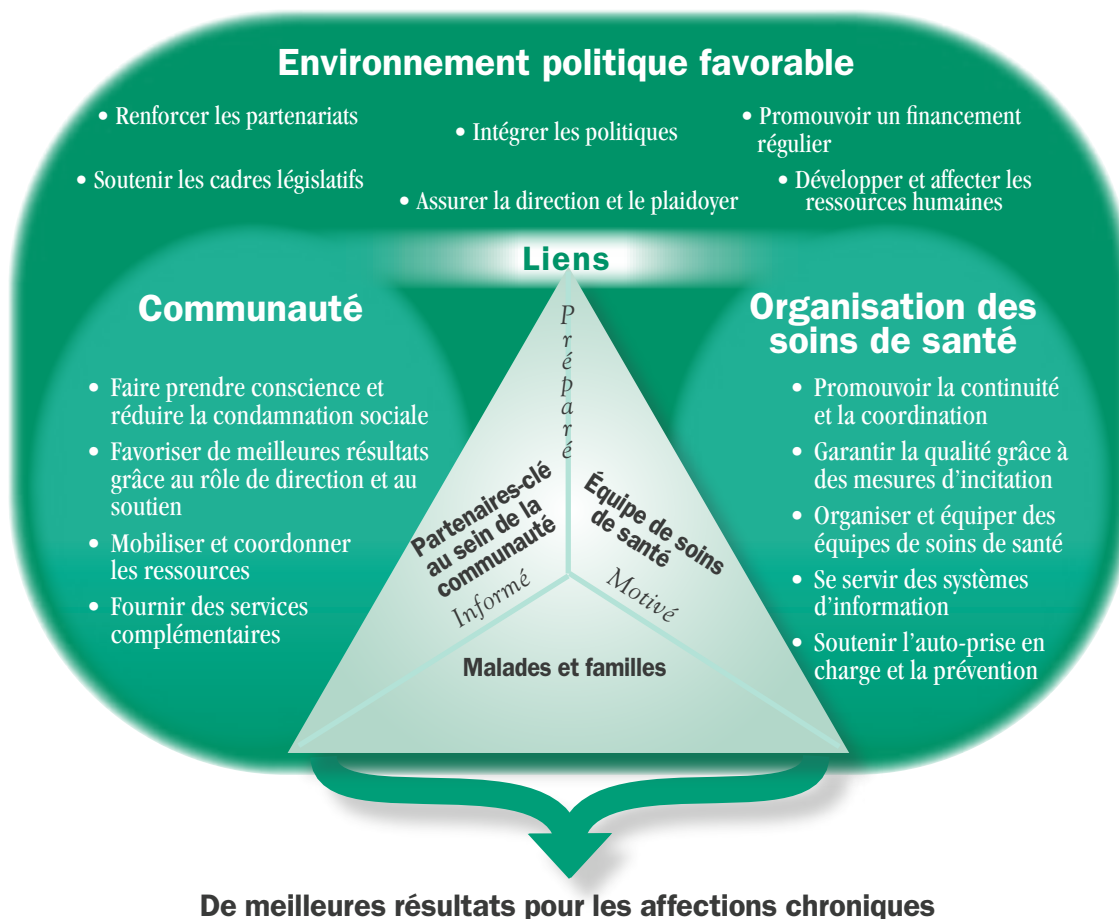 Environnement politique favorable
• Renforcer les partenariats
• Soutenir les cadres législatifs
• Intégrer les politiques
• Assurer la direction et le plaidoyer
• Promouvoir un financement
régulier
• Développer et affecter les
ressources humaines
Liens
Communauté
• Faire prendre conscience et
réduire la condamnation sociale
• Favoriser de meilleures résultats
grâce au rôle de direction et au
soutien
• Mobiliser et coordonner
les ressources
• Fournir des services
complémentaires
Préparé
Partenaires-clé
au sein de la
communauté
Informé
Équipe de soins
de santé
Motivé
Malades et familles
Organisation des
soins de santé
• Promouvoir la continuité
et la coordination
• Garantir la qualité grâce à
des mesures d’incitation
• Organiser et équiper des
équipes de soins de santé
• Se servir des systèmes
d’information
• Soutenir l’auto-prise en
charge et la prévention
De meilleures résultats pour les affections chroniques